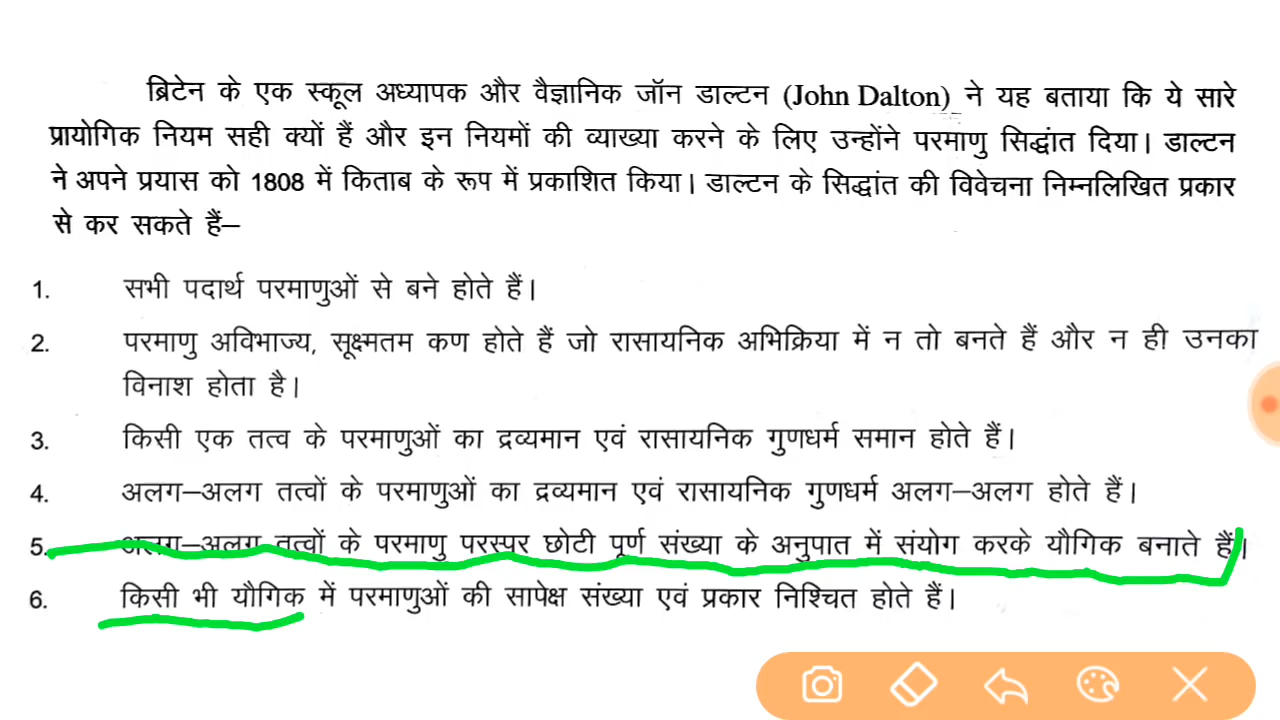 ब्रिटेन के एक स्कूल अध्यापक और वैज्ञानिक जॉन डाल्टन (John Dalton) ने यह बताया कि ये सारे
प्रायोगिक नियम सही क्यों हैं और इन नियमों की व्याख्या करने के लिए उन्होंने परमाणु सिद्धांत दिया। डाल्टन
ने अपने प्रयास को 1808 में किताब के रूप में प्रकाशित किया। डाल्टन के सिद्धांत की विवेचना निम्नलिखित प्रकार
से कर सकते हैं–
1. सभी पदार्थ परमाणुओं से बने होते हैं।
2. परमाणु अविभाज्य, सूक्ष्मतम कण होते हैं जो रासायनिक अभिक्रिया में न तो बनते हैं और न ही उनका
विनाश होता है।
3. किसी एक तत्व के परमाणुओं का द्रव्यमान एवं रासायनिक गुणधर्म समान होते हैं।
4. अलग–अलग तत्वों के परमाणुओं का द्रव्यमान एवं रासायनिक गुणधर्म अलग–अलग होते हैं।
5. अलग–अलग तत्वों के परमाणु परस्पर छोटी पूर्ण संख्या के अनुपात में संयोग करके यौगिक बनाते हैं।
6. किसी भी यौगिक में परमाणुओं की सापेक्ष संख्या एवं प्रकार निश्चित होते हैं।